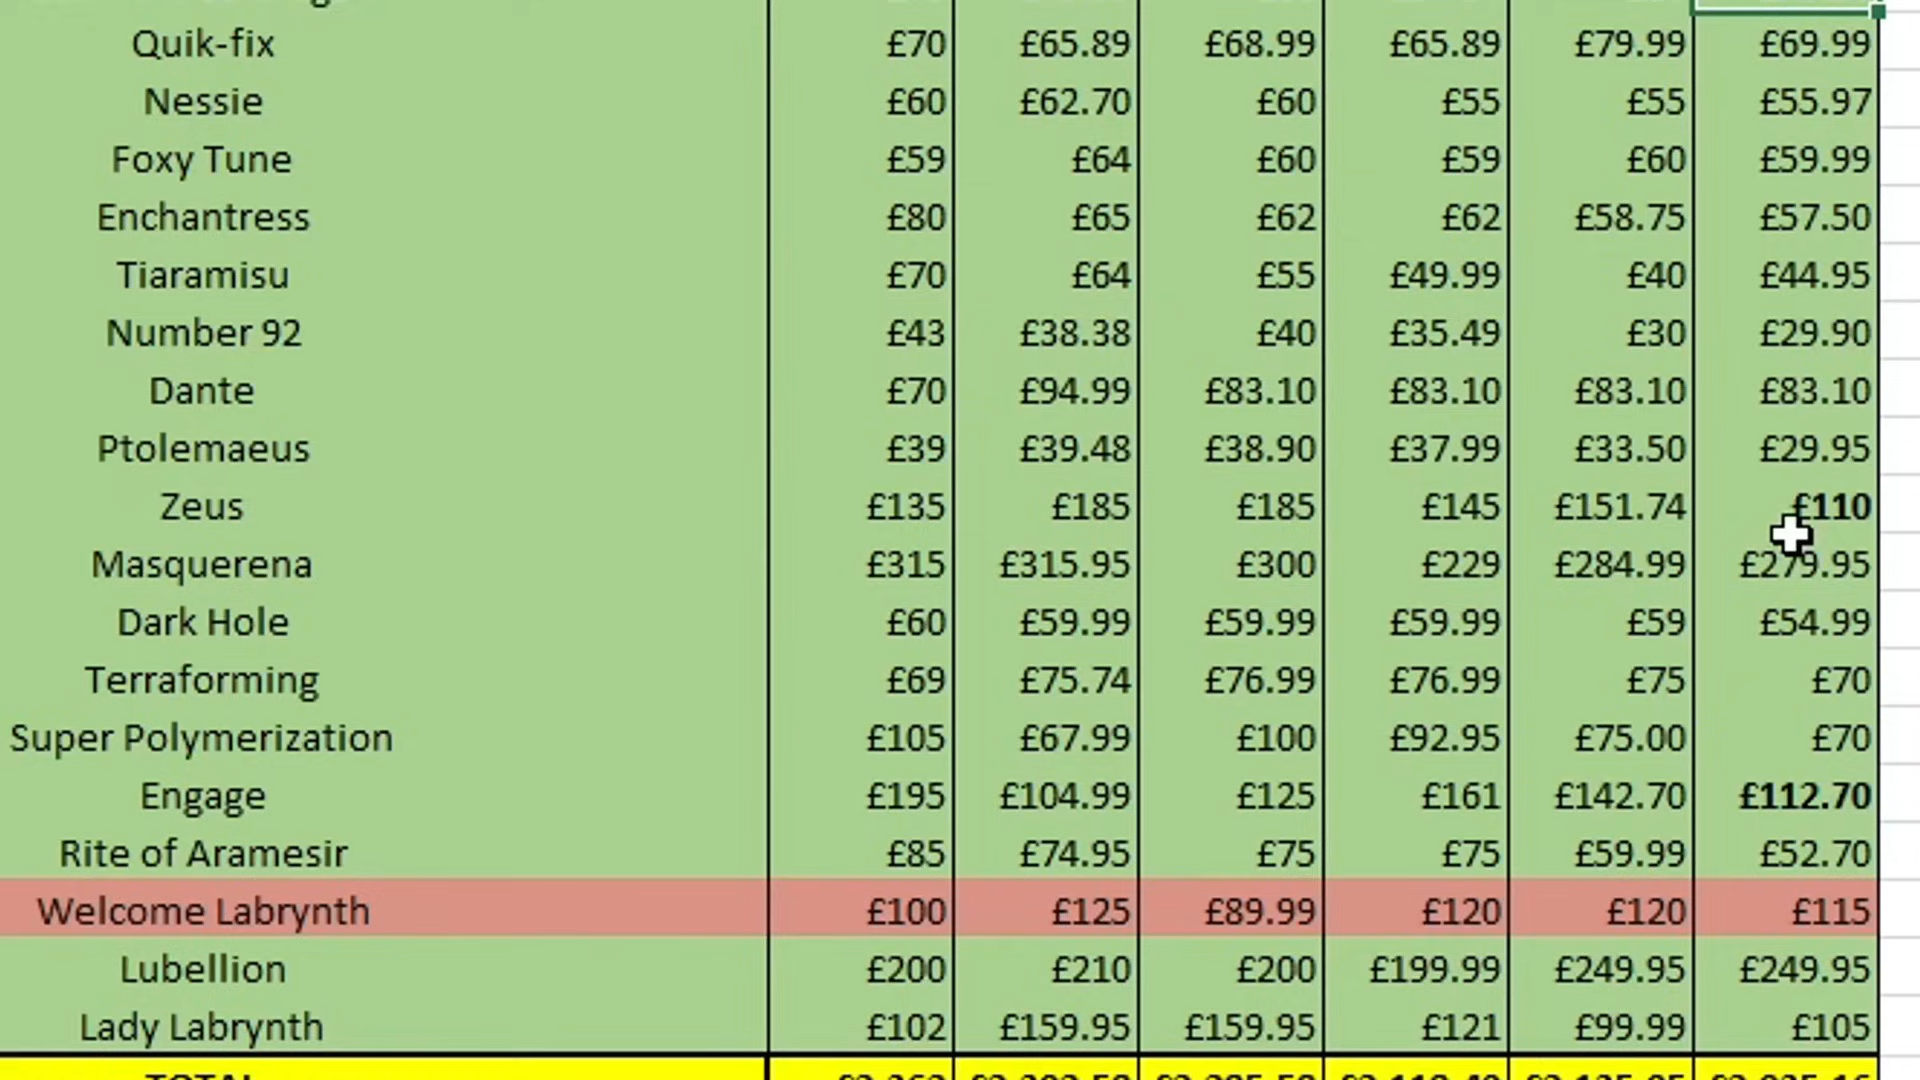 Quik-fix £70 £65.89 £68.99 £65.89 £79.99 £69.99
Nessie £60 £62.70 £60 £55 £55 £55.97
Foxy Tune £59 £64 £60 £59 £60 £59.99
Enchantress £80 £65 £62 £62 £58.75 £57.50
Tiaramisu £70 £64 £55 £49.99 £40 £44.95
Number 92 £43 £38.38 £40 £35.49 £30 £29.90
Dante £70 £94.99 £83.10 £83.10 £83.10 £83.10
Ptolemaeus £39 £39.48 £38.90 £37.99 £33.50 £29.95
Zeus £135 £185 £185 £145 £151.74 £110
Masquerena £315 £315.95 £300 £229 £284.99 £279.95
Dark Hole £60 £59.99 £59.99 £59.99 £59 £54.99
Terraforming £69 £75.74 £76.99 £76.99 £75 £70
Super Polymerization £105 £67.99 £100 £92.95 £75.00 £70
Engage £195 £104.99 £125 £161 £142.70 £112.70
Rite of Aramesir £85 £74.95 £75 £75 £59.99 £52.70
Welcome Labrynth £100 £125 £89.99 £120 £120 £115
Lubellion £200 £210 £200 £199.99 £249.95 £249.95
Lady Labrynth £102 £159.95 £159.95 £121 £99.99 £105
TOTAL